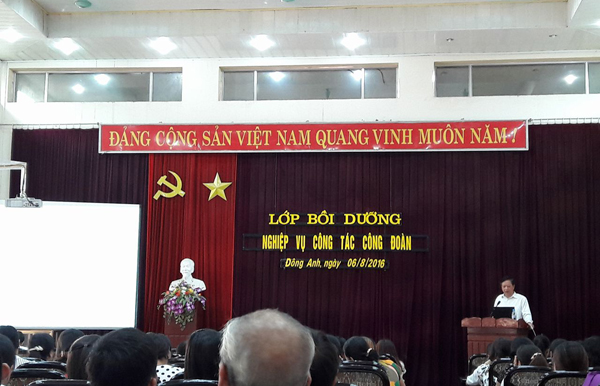 ĐẢNG CỘNG SẢN VIỆT NAM QUANG VINH MUÔN NĂM !
LỚP BỒI DƯỠNG
NGHIỆP VỤ CÔNG TÁC CÔNG ĐOÀN
Đông Anh, ngày 06/8/2016